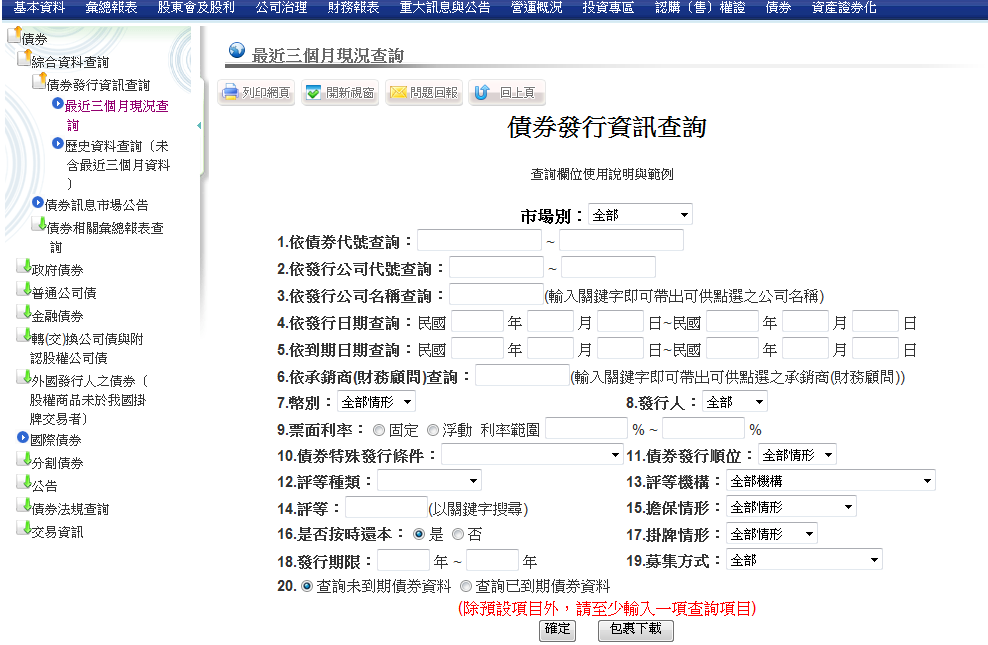 基本資料 彙總報表 股東會及股利 公司治理 財務報表 重大訊息與公告 營運概況 投資專區 認購（售）權證 債券 資產證券化
債券
綜合資料查詢
債券發行資訊查詢
最近三個月現況查
詢
歷史資料查詢（未
含最近三個月資料
）
債券訊息市場公告
債券相關彙總報表查
詢
政府債券
普通公司債
金融債券
轉(交)換公司債與附
認股權公司債
外國發行人之債券（
股權商品未於我國掛
牌交易者）
國際債券
分割債券
公告
債券法規查詢
交易資訊
最近三個月現況查詢
列印網頁 開新視窗 問題回報 回上頁
債券發行資訊查詢
查詢欄位使用說明與範例
市場別： 全部
1.依債券代號查詢： ~
2.依發行公司代號查詢： ~
3.依發行公司名稱查詢： (輸入關鍵字即可帶出可供點選之公司名稱)
4.依發行日期查詢：民國 年 月 日~民國 年 月 日
5.依到期日期查詢：民國 年 月 日~民國 年 月 日
6.依承銷商(財務顧問)查詢： (輸入關鍵字即可帶出可供點選之承銷商(財務顧問))
7.幣別： 全部情形 8.發行人： 全部
9.票面利率： 固定 浮動 利率範圍 % ~ %
10.債券特殊發行條件： 11.債券發行順位： 全部情形
12.評等種類： 13.評等機構： 全部機構
14.評等： (以關鍵字搜尋) 15.擔保情形： 全部情形
16.是否按時還本： 是 否 17.掛牌情形： 全部情形
18.發行期限： 年 ~ 年 19.募集方式： 全部
20. 查詢未到期債券資料 查詢已到期債券資料
(除預設項目外，請至少輸入一項查詢項目)
確定 包裹下載